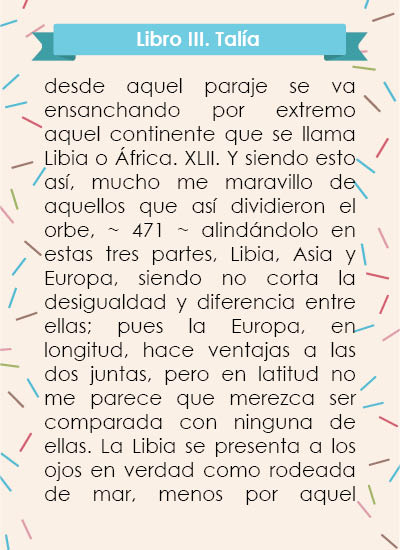 Libro III. Talía
desde aquel paraje se va
ensanchando por extremo
aquel continente que se llama
Libia o África. XLII. Y siendo esto
así, mucho me maravillo de
aquellos que así dividieron el
orbe, ~ 471 ~ alindándolo en
estas tres partes, Libia, Asia y
Europa, siendo no corta la
desigualdad y diferencia entre
ellas; pues la Europa, en
longitud, hace ventajas a las
dos juntas, pero en latitud no
me parece que merezca ser
comparada con ninguna de
ellas. La Libia se presenta a los
ojos en verdad como rodeada
de mar, menos por aquel